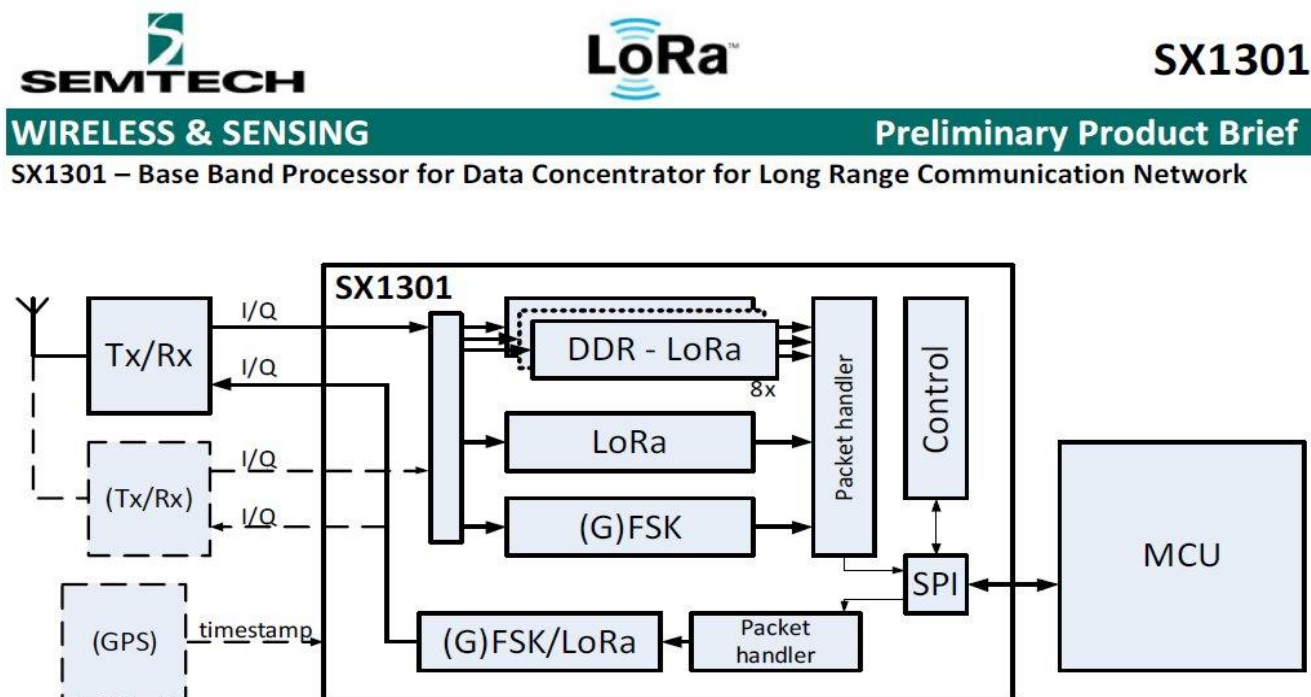 SEMTECH
LoRa™
SX1301
WIRELESS & SENSING
Preliminary Product Brief
SX1301 – Base Band Processor for Data Concentrator for Long Range Communication Network
SX1301
I/Q
Tx/Rx
I/Q
DDR - LoRa
8x
Packet handler
Control
LoRa
I/Q
(Tx/Rx)
I/Q
(G)FSK
SPI
MCU
(GPS)
timestamp
(G)FSK/LoRa
Packet
handler